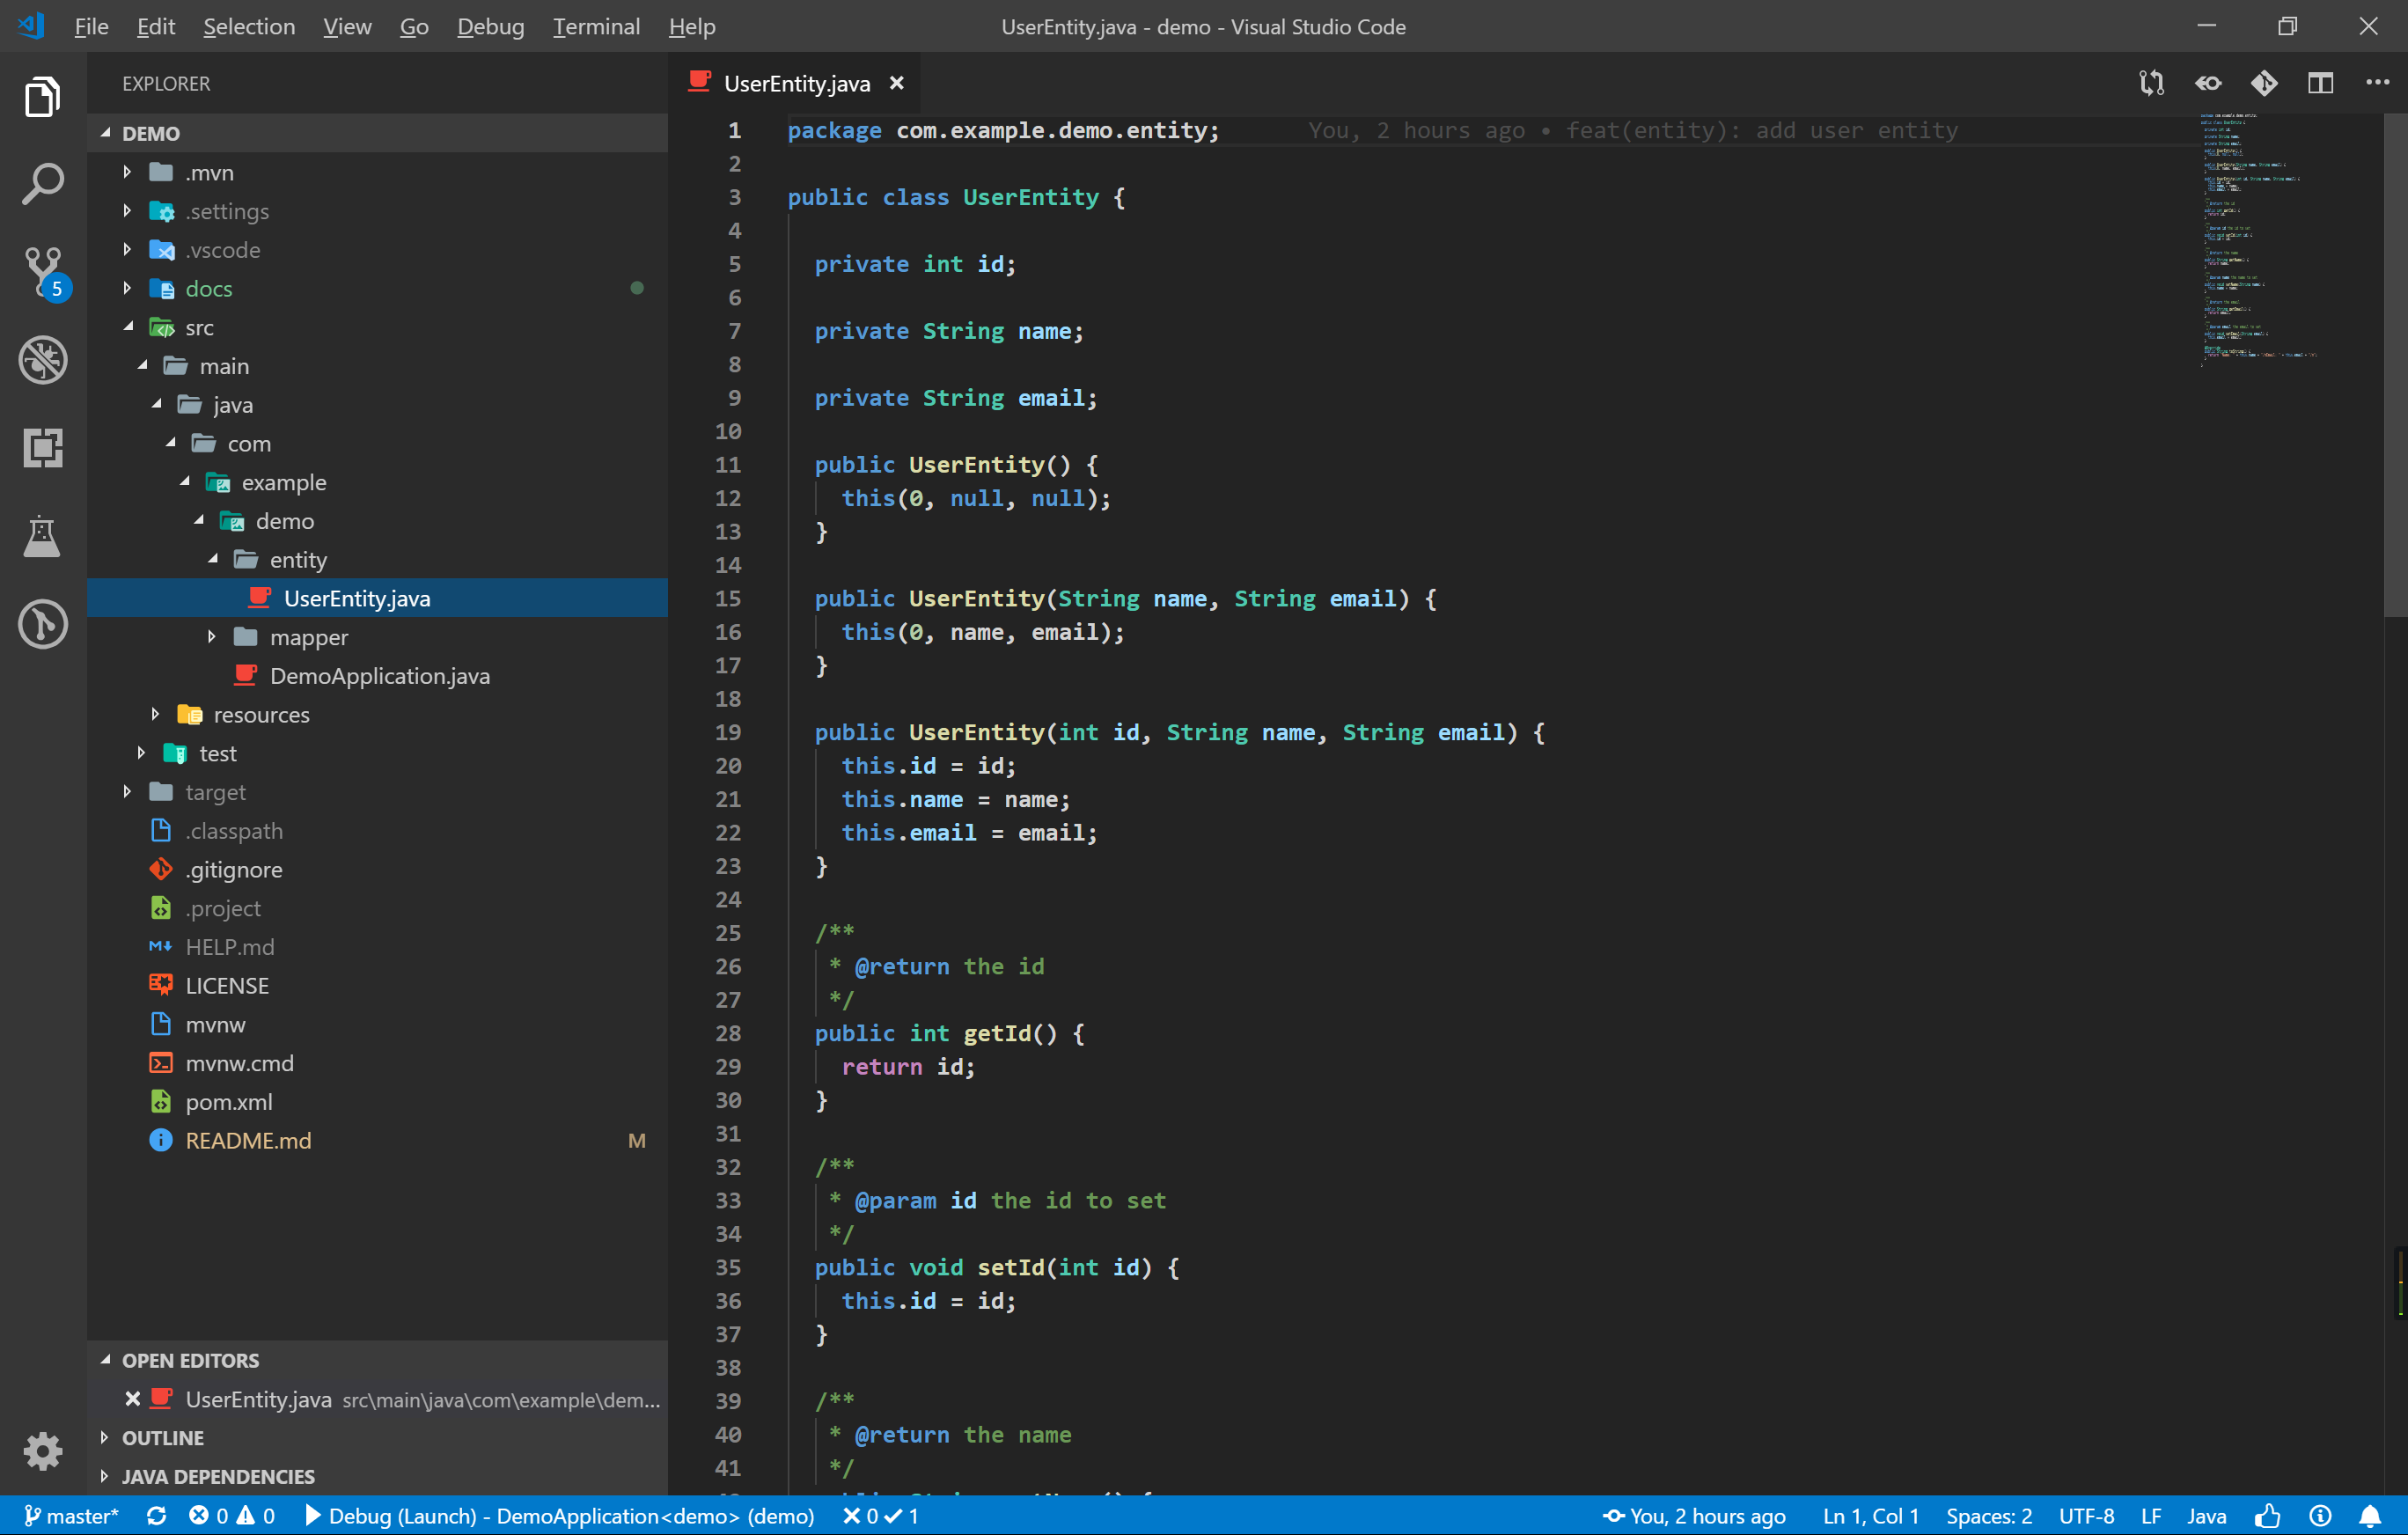 File Edit Selection View Go Debug Terminal Help UserEntity.java - demo - Visual Studio Code
EXPLORER
DEMO
.mvn
.settings
.vscode
docs
src
main
java
com
example
demo
entity
UserEntity.java
mapper
DemoApplication.java
resources
test
target
.classpath
.gitignore
.project
HELP.md
LICENSE
mvnw
mvnw.cmd
pom.xml
README.md M
OPEN EDITORS
UserEntity.java src\main\java\com\example\dem...
OUTLINE
JAVA DEPENDENCIES
5
UserEntity.java
1 package com.example.demo.entity; You, 2 hours ago • feat(entity): add user entity
2
3 public class UserEntity {
4
5 private int id;
6
7 private String name;
8
9 private String email;
10
11 public UserEntity() {
12 this(0, null, null);
13 }
14
15 public UserEntity(String name, String email) {
16 this(0, name, email);
17 }
18
19 public UserEntity(int id, String name, String email) {
20 this.id = id;
21 this.name = name;
22 this.email = email;
23 }
24
25 /**
26 * @return the id
27 */
28 public int getId() {
29 return id;
30 }
31
32 /**
33 * @param id the id to set
34 */
35 public void setId(int id) {
36 this.id = id;
37 }
38
39 /**
40 * @return the name
41 */
master* 0 0 Debug (Launch) - DemoApplication<demo> (demo) 0 1 You, 2 hours ago Ln 1, Col 1 Spaces: 2 UTF-8 LF Java